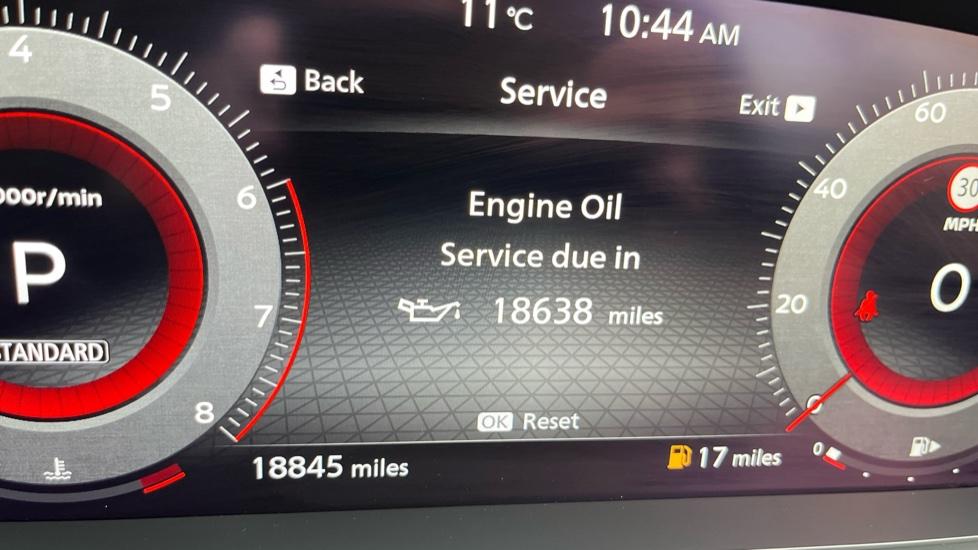 11°C 10:44 AM
Back Service Exit
Engine Oil
Service due in
18638 miles
OK Reset
18845 miles 17 miles
4
5
6
7
8
000r/min
P
STANDARD
60
40
20
0
30
MPH
0
0